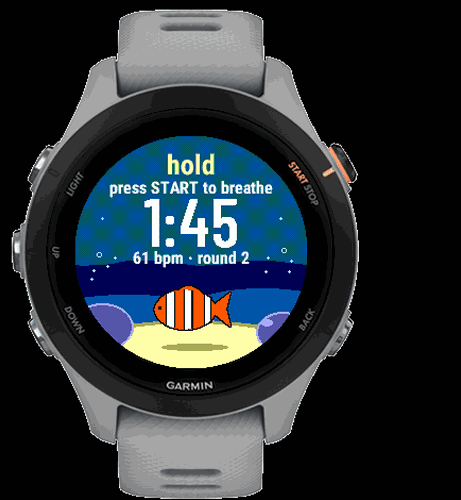 hold
press START to breathe
1:45
61 bpm · round 2
LIGHT
START STOP
UP
DOWN
BACK
GARMIN